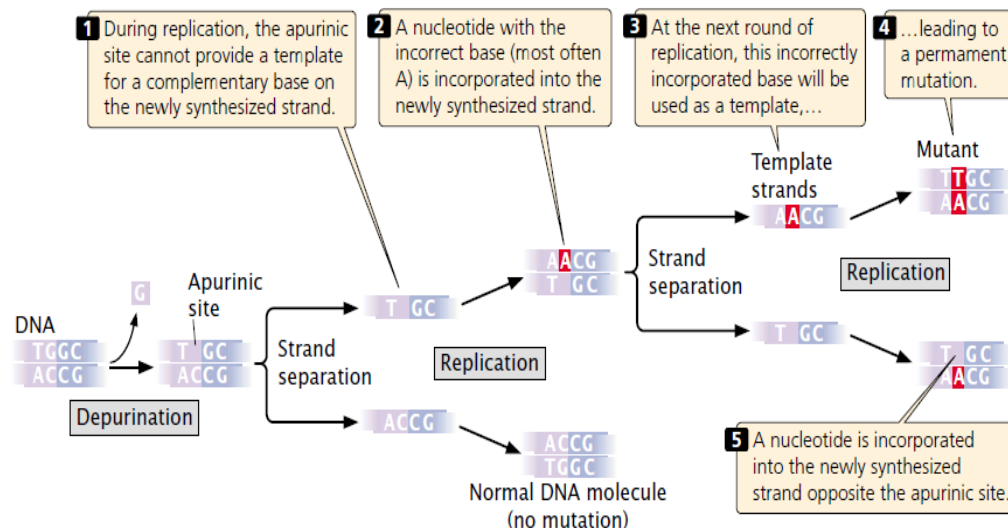 1 During replication, the apurinic
site cannot provide a template
for a complementary base on
the newly synthesized strand.
2 A nucleotide with the
incorrect base (most often
A) is incorporated into the
newly synthesized strand.
3 At the next round of
replication, this incorrectly
incorporated base will be
used as a template,…
4 …leading to
a permament
mutation.
DNA
TGGC
ACCG
G
Depurination
Apurinic
site
T GC
ACCG
Strand
separation
T GC
ACCG
Replication
AACG
T GC
ACCG
TGGC
Normal DNA molecule
(no mutation)
Strand
separation
Template
strands
AACG
T GC
Replication
Mutant
TTGC
AACG
T GC
AACG
5 A nucleotide is incorporated
into the newly synthesized
strand opposite the apurinic site.